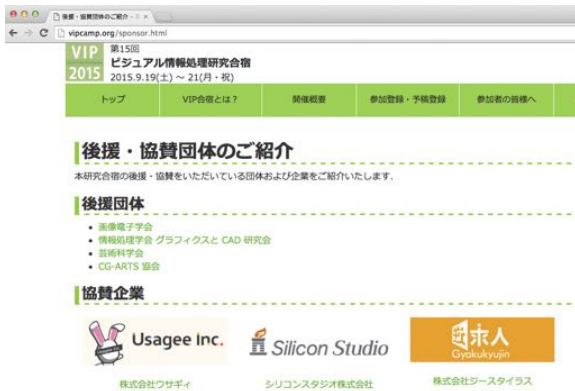 後援・協賛団体のご紹介 - ビ
vipcamp.org/sponsor.html
VIP 2015
第15回
ビジュアル情報処理研究合宿
2015.9.19(土) ～ 21(月・祝)
トップ VIP合宿とは？ 開催概要 参加登録・予稿登録 参加者の皆様へ
後援・協賛団体のご紹介
本研究合宿の後援・協賛をいただいている団体および企業をご紹介いたします.
後援団体
画像電子学会
情報処理学会 グラフィクスと CAD 研究会
芸術科学会
CG-ARTS 協会
協賛企業
Usagee Inc. Silicon Studio 逆求人
Gyakukyujin
株式会社ウサギィ シリコンスタジオ株式会社 株式会社ジースタイラス